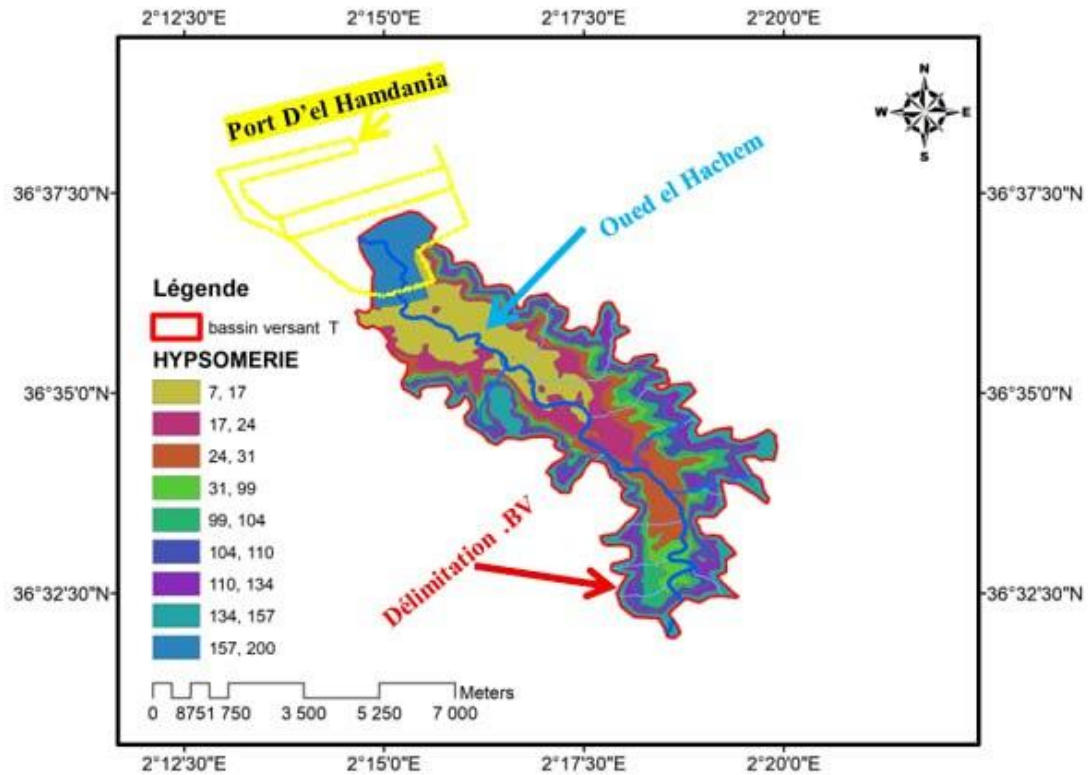 2°12'30"E 2°15'0"E 2°17'30"E 2°20'0"E
Port D'el Hamdania
N
W E
S
Oued el Hachem
36°37'30"N 36°37'30"N
Légende
bassin versant T
HYPSOMERIE
7, 17
17, 24
24, 31
31, 99
99, 104
104, 110
110, 134
134, 157
157, 200
36°35'0"N 36°35'0"N
Délimitation .BV
36°32'30"N 36°32'30"N
Meters
0 8751 750 3 500 5 250 7 000
2°12'30"E 2°15'0"E 2°17'30"E 2°20'0"E